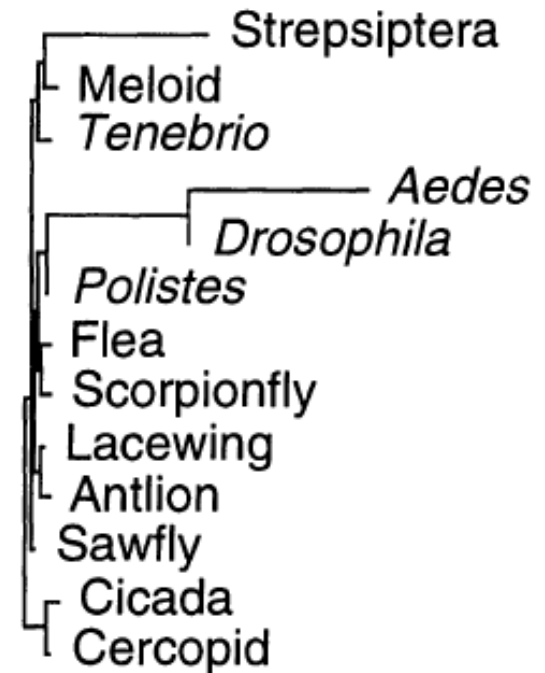 Strepsiptera
Meloid
Tenebrio
Aedes
Drosophila
Polistes
Flea
Scorpionfly
Lacewing
Antlion
Sawfly
Cicada
Cercopid